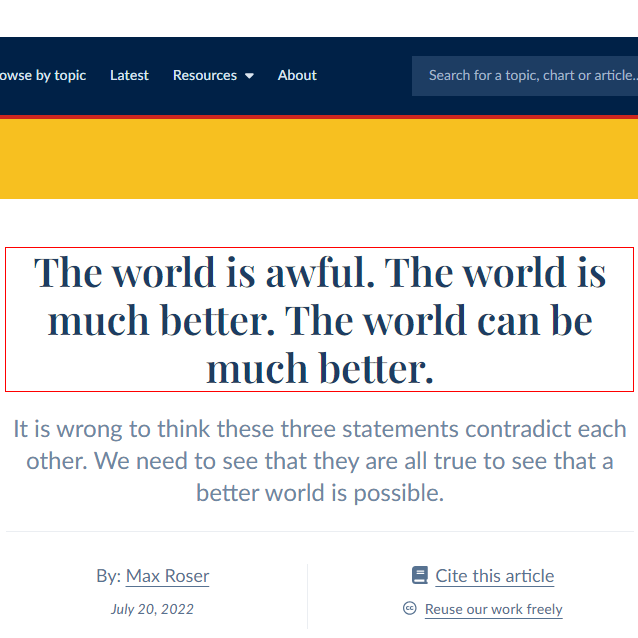 by topic Latest Resources About Search for a topic, chart or article...
The world is awful. The world is
much better. The world can be
much better.
It is wrong to think these three statements contradict each
other. We need to see that they are all true to see that a
better world is possible.
By: Max Roser
July 20, 2022
Cite this article
Reuse our work freely